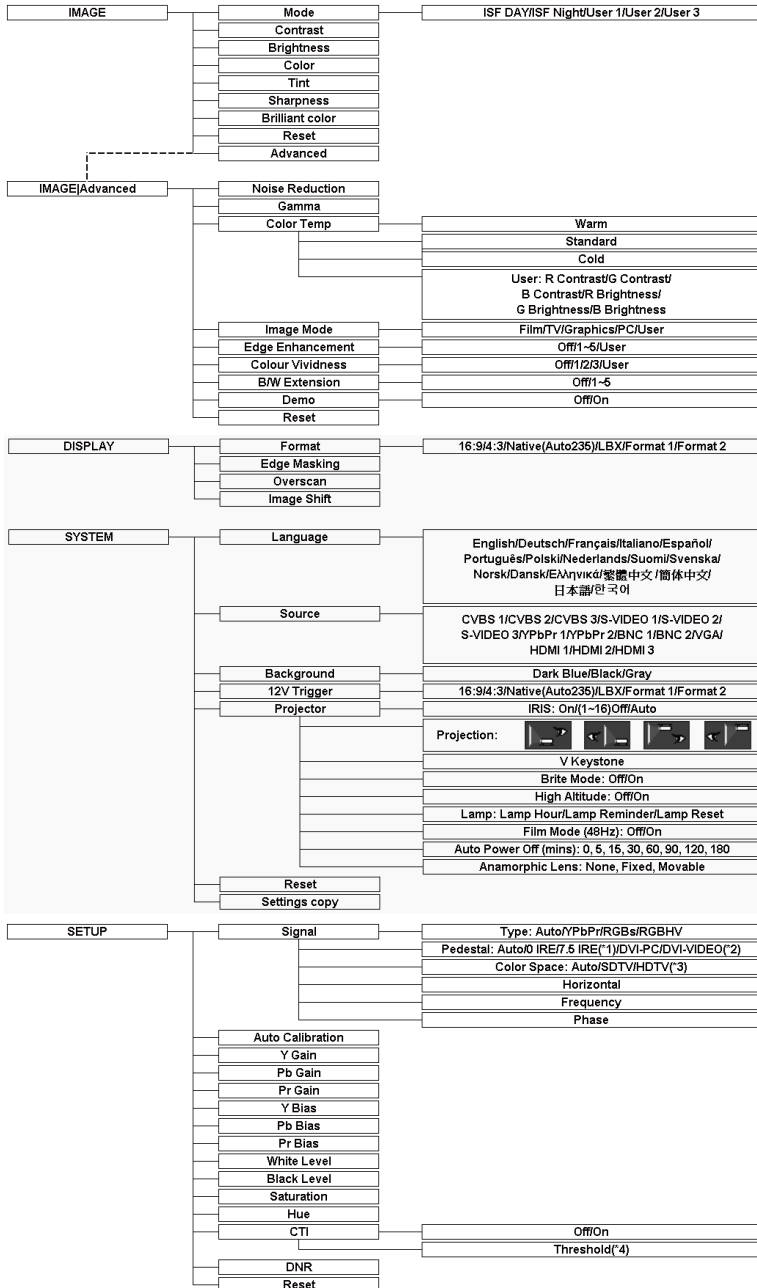 IMAGE
Mode
ISF DAY/ISF Night/User 1/User 2/User 3
Contrast
Brightness
Color
Tint
Sharpness
Brilliant color
Reset
Advanced
IMAGE|Advanced
Noise Reduction
Gamma
Color Temp
Warm
Standard
Cold
User: R Contrast/G Contrast/
B Contrast/R Brightness/
G Brightness/B Brightness
Image Mode
Film/TV/Graphics/PC/User
Edge Enhancement
Off/1~5/User
Colour Vividness
Off/1/2/3/User
B/W Extension
Off/1~5
Demo
Off/On
Reset
DISPLAY
Format
16:9/4:3/Native(Auto235)/LBX/Format 1/Format 2
Edge Masking
Overscan
Image Shift
SYSTEM
Language
English/Deutsch/Français/Italiano/Español/
Português/Polski/Nederlands/Suomi/Svenska/
Norsk/Dansk/Ελληνικά/繁體中文/簡体中文/
日本語/한국어
Source
CVBS 1/CVBS 2/CVBS 3/S-VIDEO 1/S-VIDEO 2/
S-VIDEO 3/YPbPr 1/YPbPr 2/BNC 1/BNC 2/VGA/
HDMI 1/HDMI 2/HDMI 3
Background
Dark Blue/Black/Gray
12V Trigger
16:9/4:3/Native(Auto235)/LBX/Format 1/Format 2
Projector
IRIS: On/(1~16)Off/Auto
Projection:
V Keystone
Brite Mode: Off/On
High Altitude: Off/On
Lamp: Lamp Hour/Lamp Reminder/Lamp Reset
Film Mode (48Hz): Off/On
Auto Power Off (mins): 0, 5, 15, 30, 60, 90, 120, 180
Anamorphic Lens: None, Fixed, Movable
Reset
Settings copy
SETUP
Signal
Type: Auto/YPbPr/RGBs/RGBHV
Pedestal: Auto/0 IRE/7.5 IRE(*1)/DVI-PC/DVI-VIDEO(*2)
Color Space: Auto/SDTV/HDTV(*3)
Horizontal
Frequency
Phase
Auto Calibration
Y Gain
Pb Gain
Pr Gain
Y Bias
Pb Bias
Pr Bias
White Level
Black Level
Saturation
Hue
CTI
Off/On
Threshold(*4)
DNR
Reset